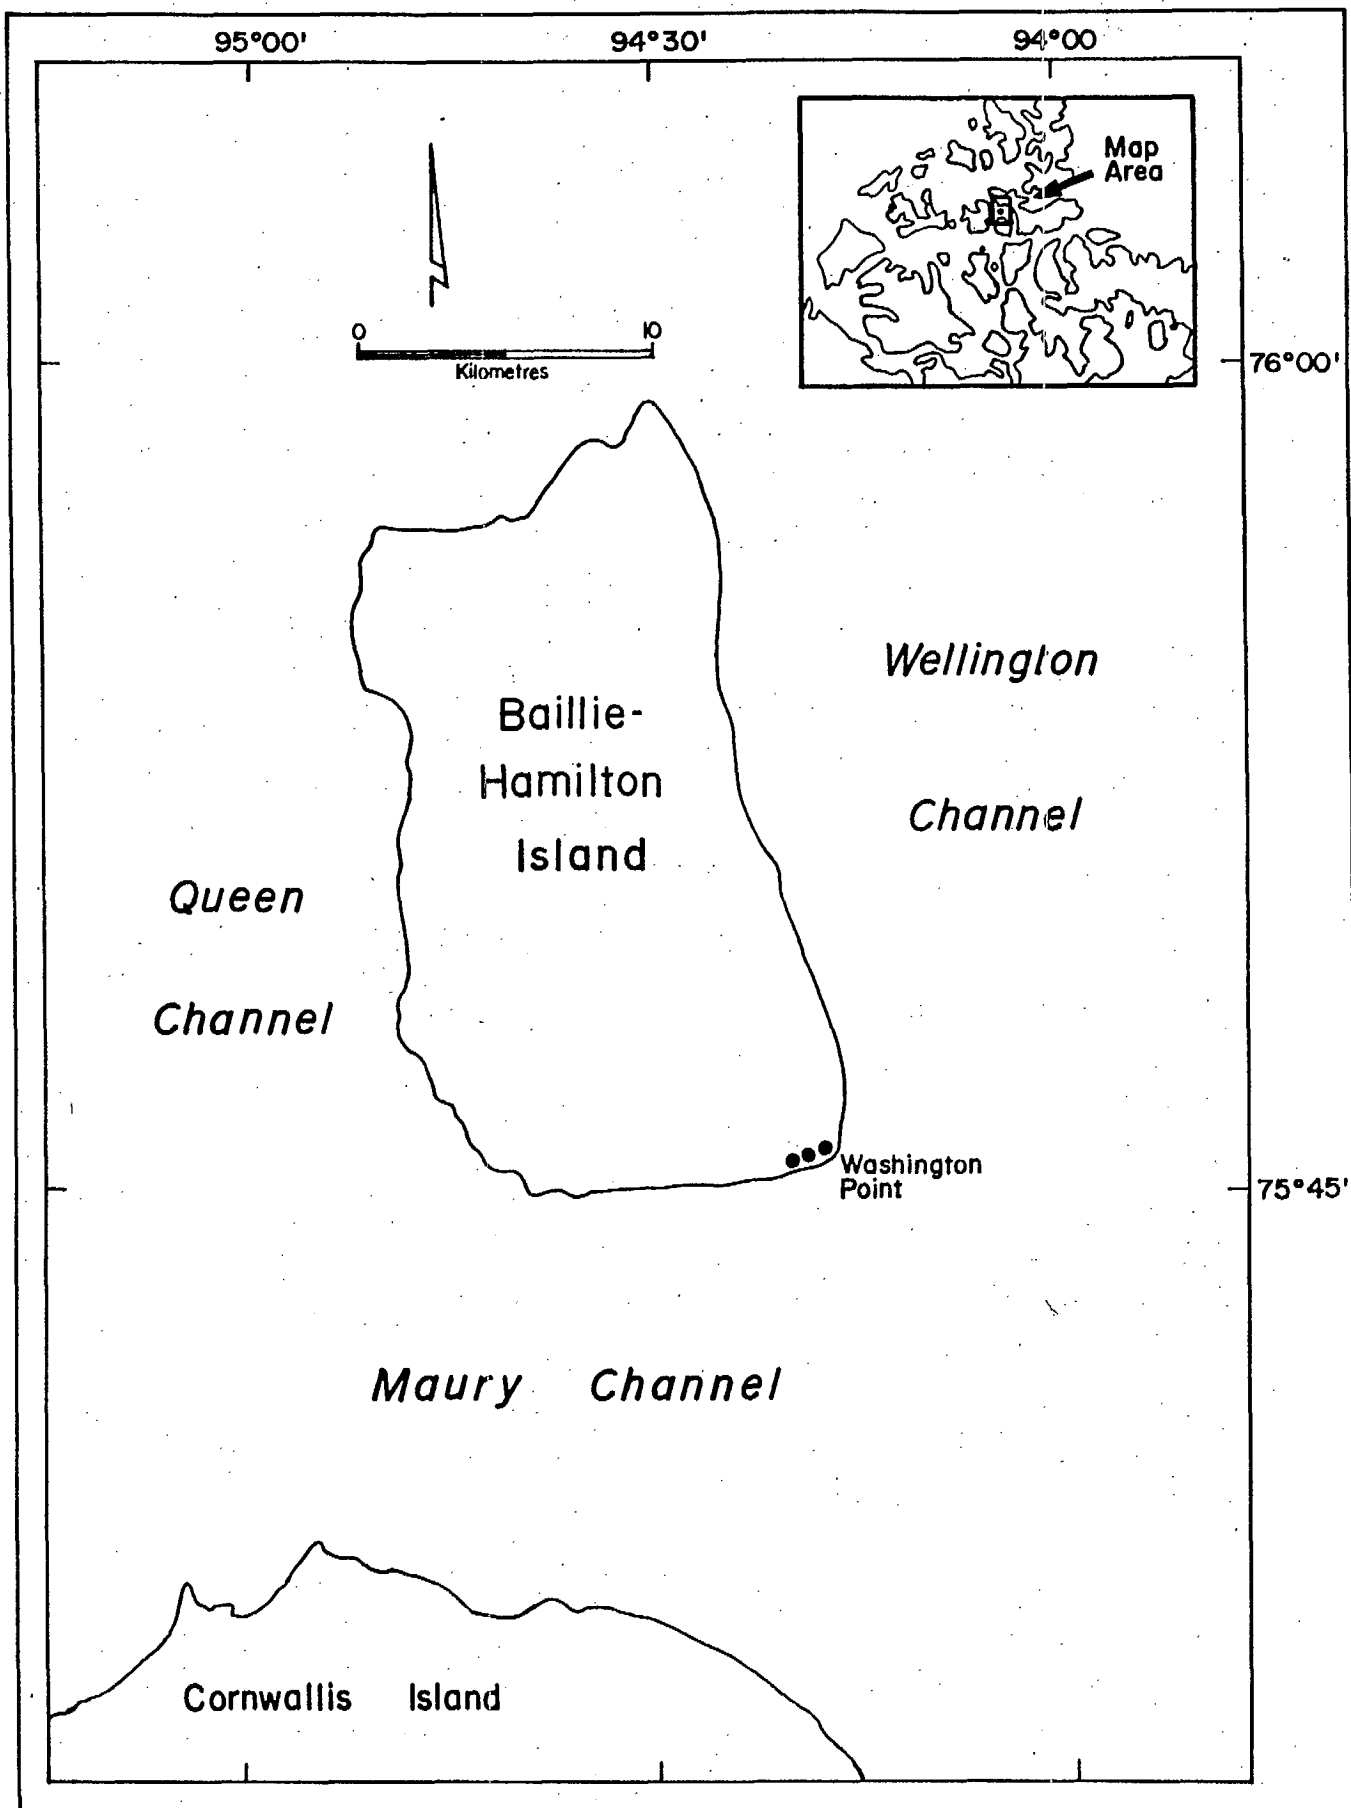 95°00' 94°30' 94°00'
Map
Area
0 10
Kilometres
76°00'
Wellington
Channel
Baillie-
Hamilton
Island
Queen
Channel
Washington
Point
75°45'
Maury Channel
Cornwallis Island